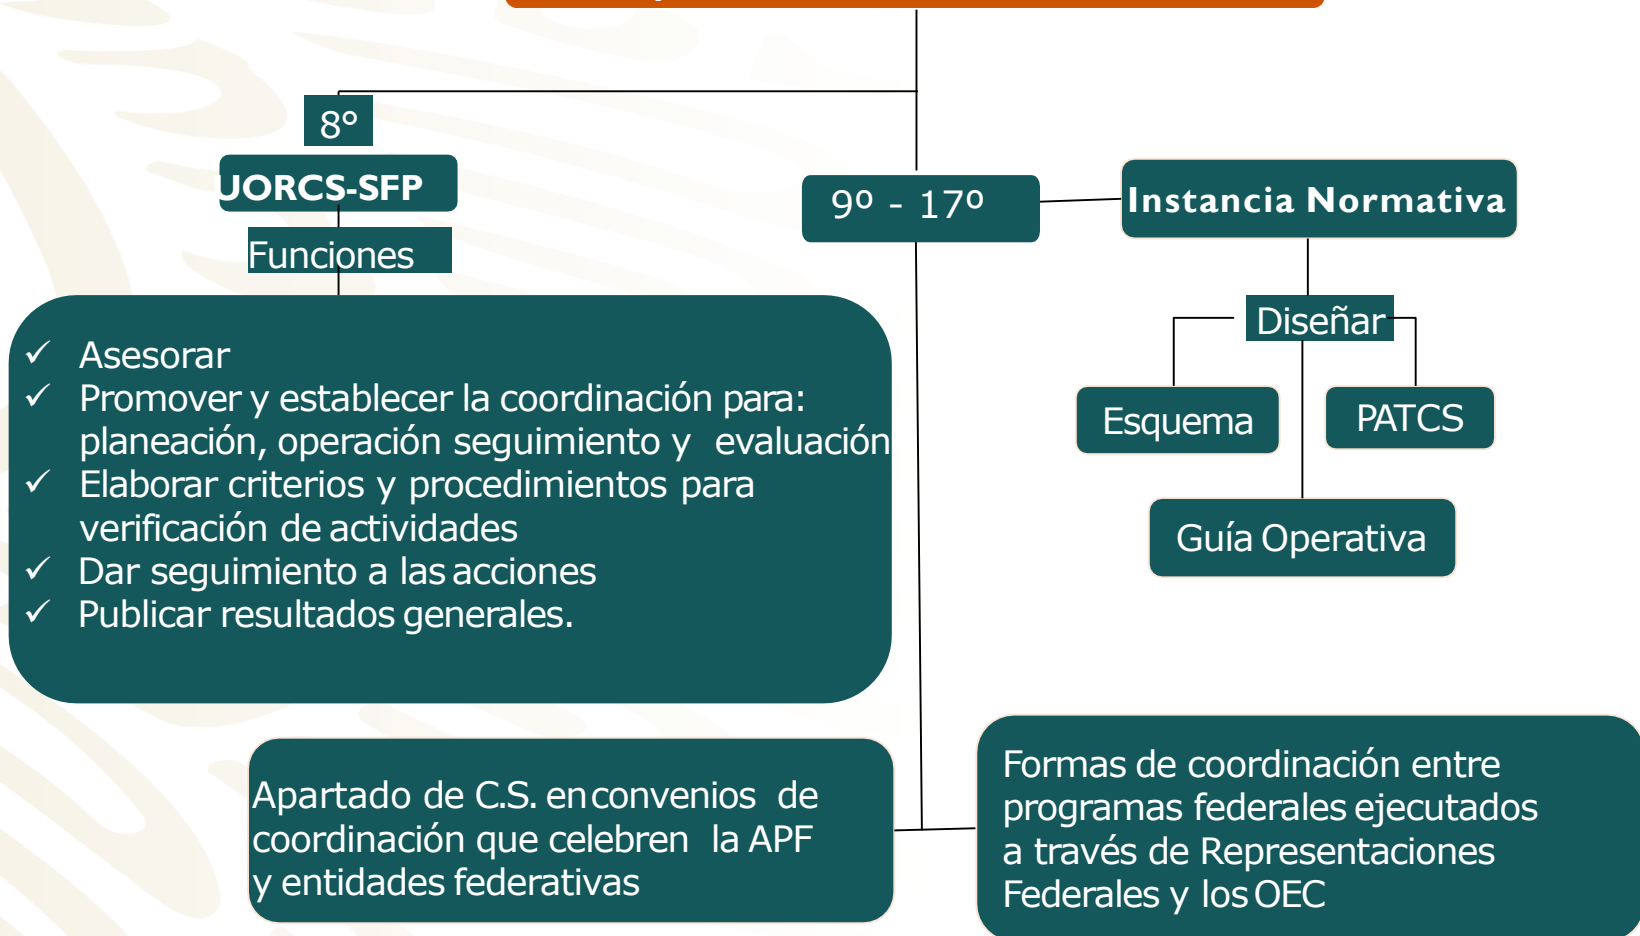 8°
UORCS-SFP
Funciones
✓ Asesorar
✓ Promover y establecer la coordinación para:
planeación, operación seguimiento y evaluación
✓ Elaborar criterios y procedimientos para
verificación de actividades
✓ Dar seguimiento a las acciones
✓ Publicar resultados generales.
9º - 17º
Instancia Normativa
Diseñar
Esquema
PATCS
Guía Operativa
Apartado de C.S. en convenios de
coordinación que celebren la APF
y entidades federativas
Formas de coordinación entre
programas federales ejecutados
a través de Representaciones
Federales y los OEC